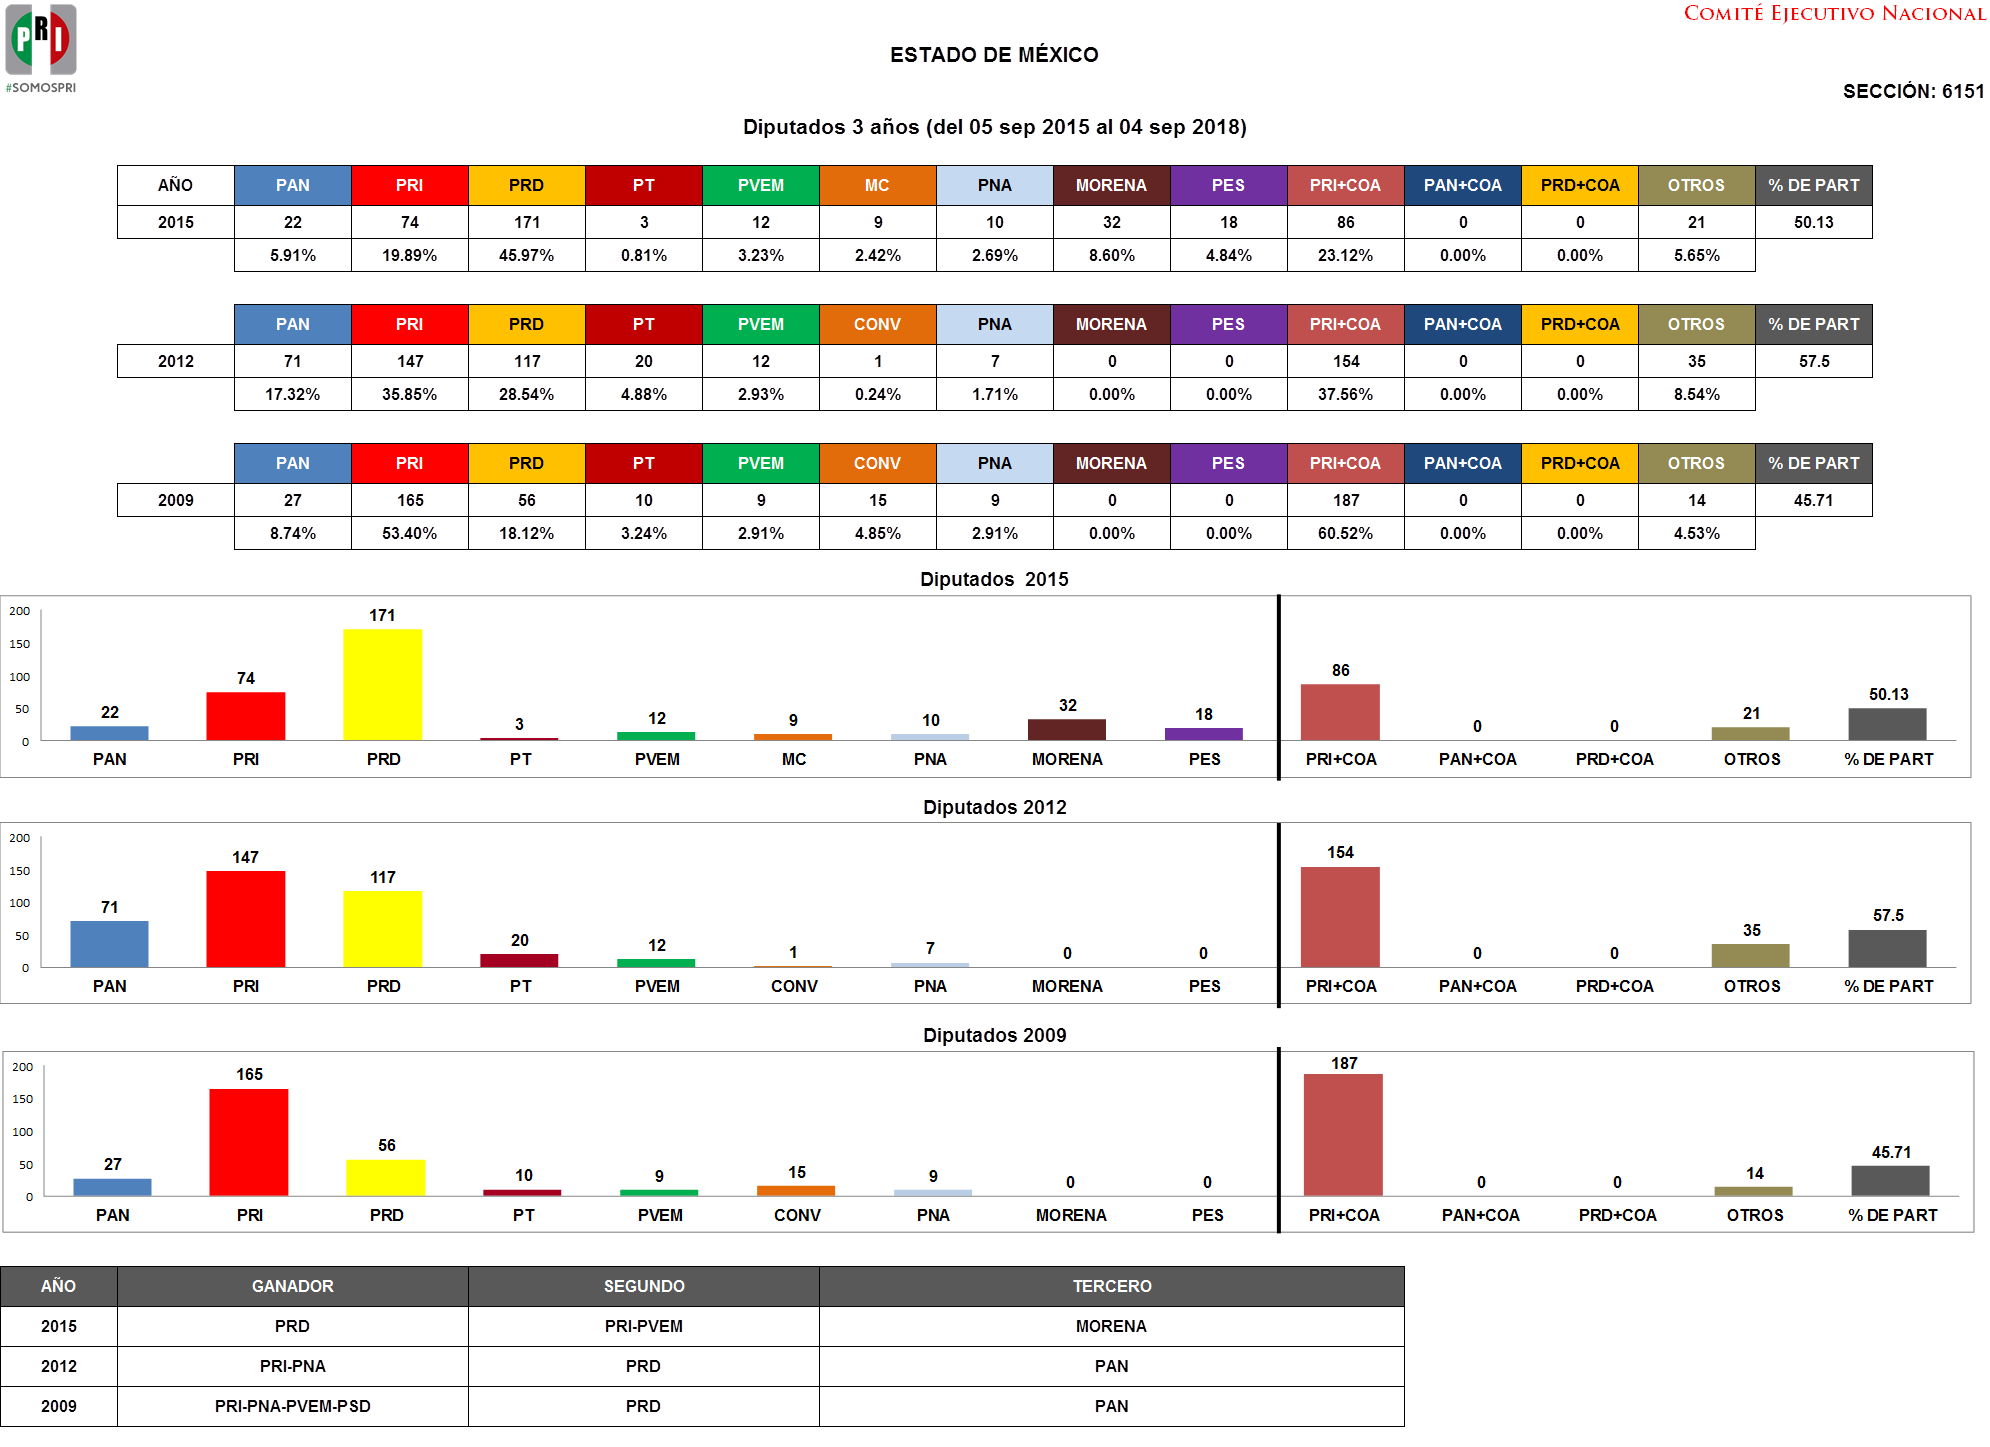 PRI
#SOMOSPRI
COMITÉ EJECUTIVO NACIONAL
ESTADO DE MÉXICO
SECCIÓN: 6151
Diputados 3 años (del 05 sep 2015 al 04 sep 2018)
AÑO PAN PRI PRD PT PVEM MC PNA MORENA PES PRI+COA PAN+COA PRD+COA OTROS % DE PART
2015 22 74 171 3 12 9 10 32 18 86 0 0 21 50.13
5.91% 19.89% 45.97% 0.81% 3.23% 2.42% 2.69% 8.60% 4.84% 23.12% 0.00% 0.00% 5.65%
PAN PRI PRD PT PVEM CONV PNA MORENA PES PRI+COA PAN+COA PRD+COA OTROS % DE PART
2012 71 147 117 20 12 1 7 0 0 154 0 0 35 57.5
17.32% 35.85% 28.54% 4.88% 2.93% 0.24% 1.71% 0.00% 0.00% 37.56% 0.00% 0.00% 8.54%
PAN PRI PRD PT PVEM CONV PNA MORENA PES PRI+COA PAN+COA PRD+COA OTROS % DE PART
2009 27 165 56 10 9 15 9 0 0 187 0 0 14 45.71
8.74% 53.40% 18.12% 3.24% 2.91% 4.85% 2.91% 0.00% 0.00% 60.52% 0.00% 0.00% 4.53%
Diputados 2015
200
150
100
50
0
22 74 171 3 12 9 10 32 18 86 0 0 21 50.13
PAN PRI PRD PT PVEM MC PNA MORENA PES PRI+COA PAN+COA PRD+COA OTROS % DE PART
Diputados 2012
200
150
100
50
0
71 147 117 20 12 1 7 0 0 154 0 0 35 57.5
PAN PRI PRD PT PVEM CONV PNA MORENA PES PRI+COA PAN+COA PRD+COA OTROS % DE PART
Diputados 2009
200
150
100
50
0
27 165 56 10 9 15 9 0 0 187 0 0 14 45.71
PAN PRI PRD PT PVEM CONV PNA MORENA PES PRI+COA PAN+COA PRD+COA OTROS % DE PART
AÑO GANADOR SEGUNDO TERCERO
2015 PRD PRI-PVEM MORENA
2012 PRI-PNA PRD PAN
2009 PRI-PNA-PVEM-PSD PRD PAN